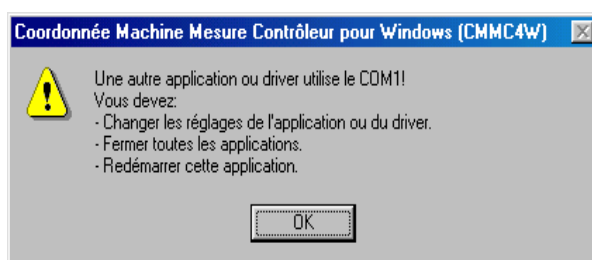 Coordonnée Machine Mesure Contrôleur pour Windows (CMMC4W)
Une autre application ou driver utilise le COM1!
Vous devez:
- Changer les réglages de l'application ou du driver.
- Fermer toutes les applications.
- Redémarrer cette application.
OK